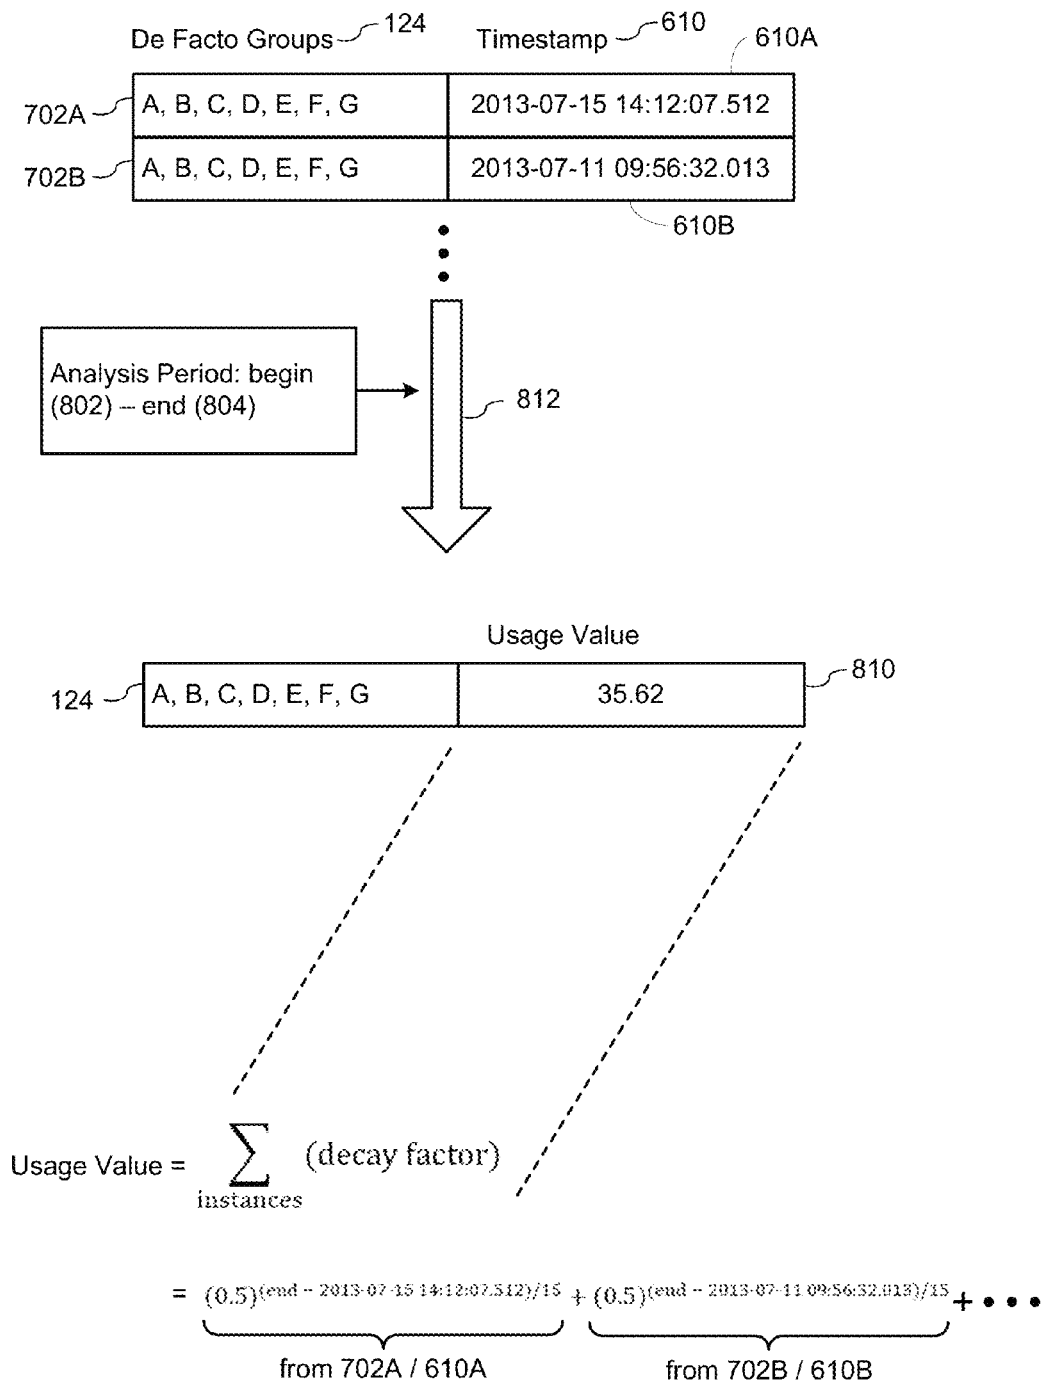 De Facto Groups 124 Timestamp 610
610A
702A A, B, C, D, E, F, G 2013-07-15 14:12:07.512
702B A, B, C, D, E, F, G 2013-07-11 09:56:32.013
610B
Analysis Period: begin
(802) – end (804)
812
Usage Value
124 A, B, C, D, E, F, G 35.62 810
Usage Value = ∑ (decay factor)
instances
= (0.5)^(end − 2013-07-15 14:12:07.512)/15 + (0.5)^(end − 2013-07-11 09:56:32.013)/15 + • • •
from 702A / 610A from 702B / 610B